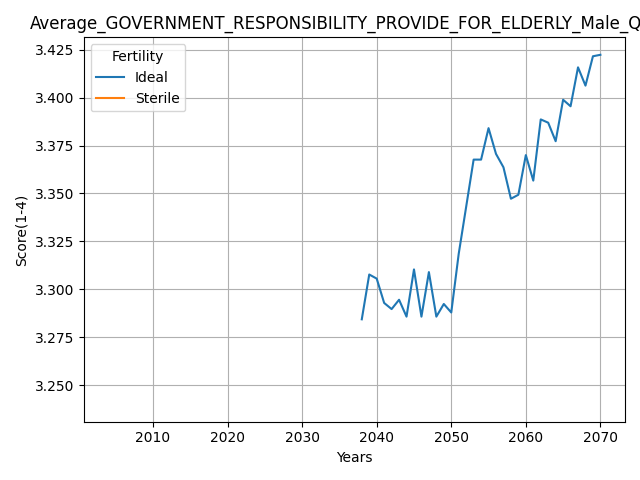 Average_GOVERNMENT_RESPONSIBILITY_PROVIDE_FOR_ELDERLY_Male_Q
Fertility
Ideal
Sterile
3.425
3.400
3.375
3.350
3.325
3.300
3.275
3.250
Score(1-4)
2010 2020 2030 2040 2050 2060 2070
Years